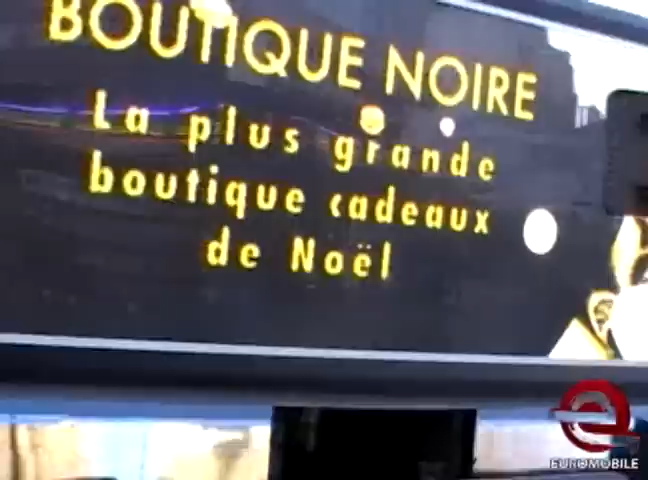 BOUTIQUE NOIRE
La plus grande
boutique cadeaux
de Noël
EUROMOBILE